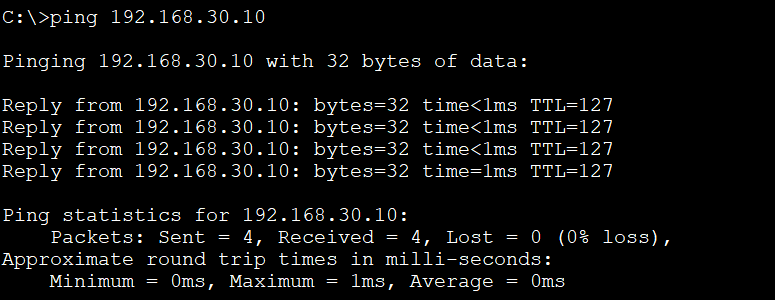 C:\>ping 192.168.30.10
Pinging 192.168.30.10 with 32 bytes of data:
Reply from 192.168.30.10: bytes=32 time<1ms TTL=127
Reply from 192.168.30.10: bytes=32 time<1ms TTL=127
Reply from 192.168.30.10: bytes=32 time<1ms TTL=127
Reply from 192.168.30.10: bytes=32 time=1ms TTL=127
Ping statistics for 192.168.30.10:
    Packets: Sent = 4, Received = 4, Lost = 0 (0% loss),
Approximate round trip times in milli-seconds:
    Minimum = 0ms, Maximum = 1ms, Average = 0ms